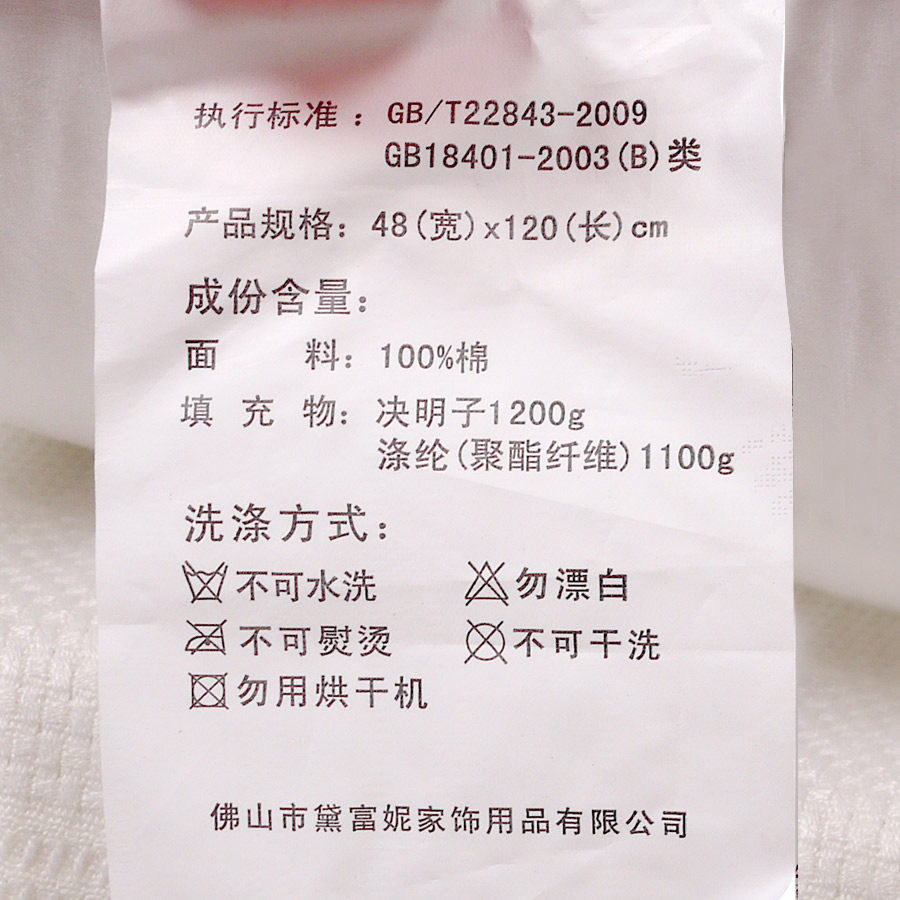 执行标准：GB/T22843-2009
GB18401-2003(B)类
产品规格：48(宽)x120(长)cm
成份含量：
面料：100%棉
填充物：决明子1200g
涤纶(聚酯纤维)1100g
洗涤方式：
不可水洗 勿漂白
不可熨烫 不可干洗
勿用烘干机
佛山市黛富妮家饰用品有限公司